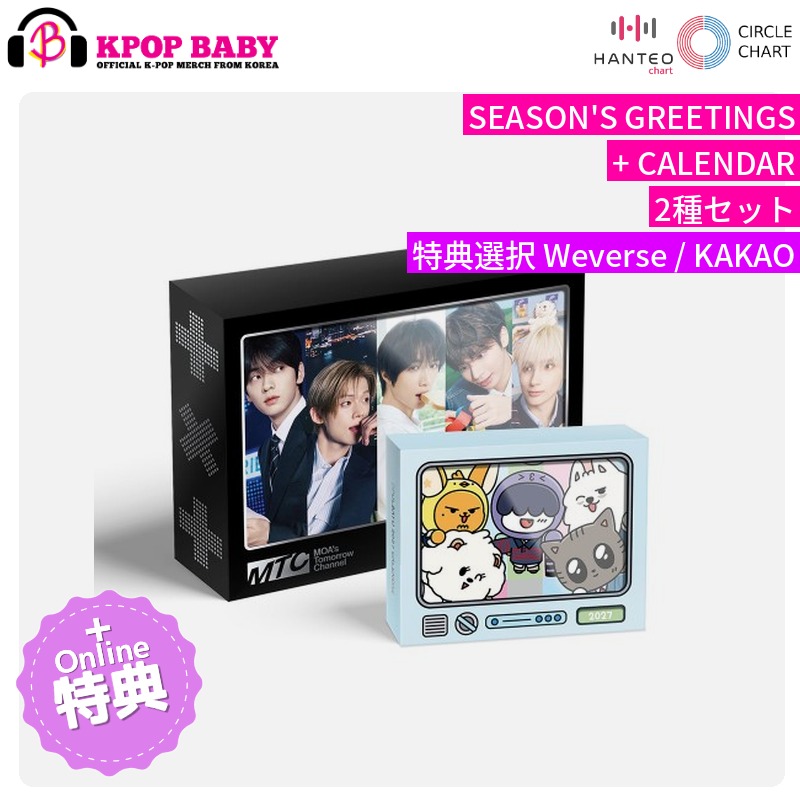 KPOP BABY
OFFICIAL K-POP MERCH FROM KOREA
HANTEO
chart
CIRCLE
CHART
SEASON'S GREETINGS
+ CALENDAR
2種セット
特典選択 Weverse / KAKAO
MTC MOA's
Tomorrow
Channel
2027
+
Online
特典